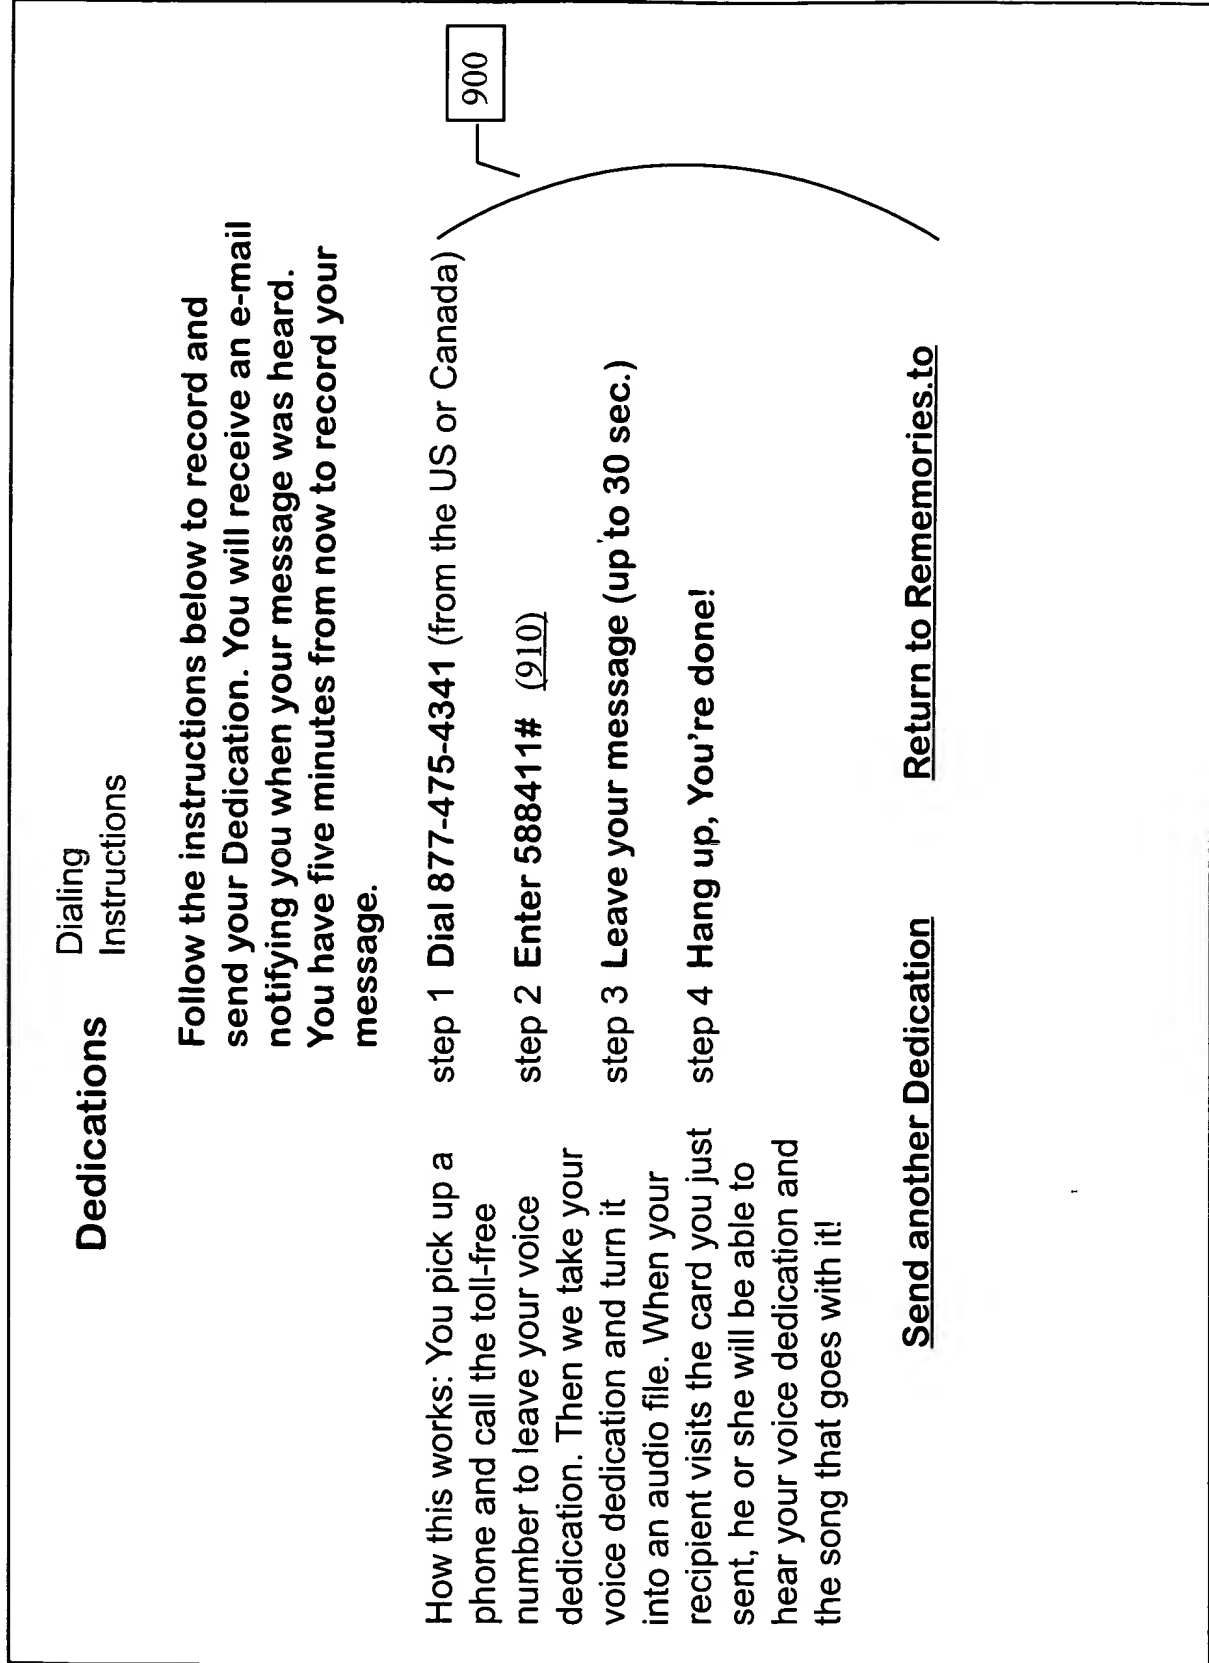 Dedications
Dialing
Instructions
Follow the instructions below to record and
send your Dedication. You will receive an e-mail
notifying you when your message was heard.
You have five minutes from now to record your
message.
How this works: You pick up a
phone and call the toll-free
number to leave your voice
dedication. Then we take your
voice dedication and turn it
into an audio file. When your
recipient visits the card you just
sent, he or she will be able to
hear your voice dedication and
the song that goes with it!
step 1 Dial 877-475-4341 (from the US or Canada)
step 2 Enter 588411# (910)
step 3 Leave your message (up to 30 sec.)
step 4 Hang up, You're done!
900
Send another Dedication
Return to Rememories.to